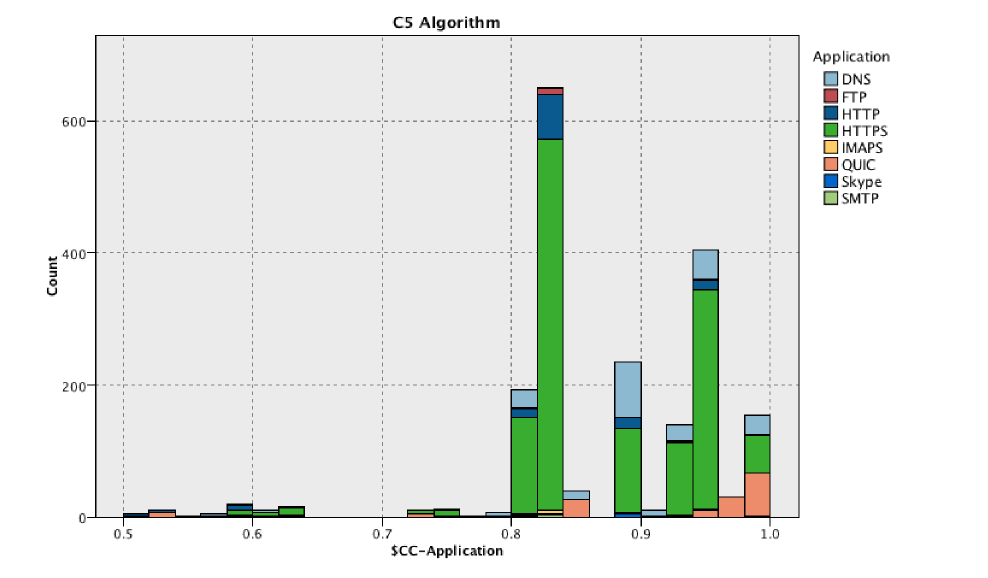 C5 Algorithm
Application
DNS
FTP
HTTP
HTTPS
IMAPS
QUIC
Skype
SMTP
600
400
200
0
Count
0.5 0.6 0.7 0.8 0.9 1.0
$CC-Application